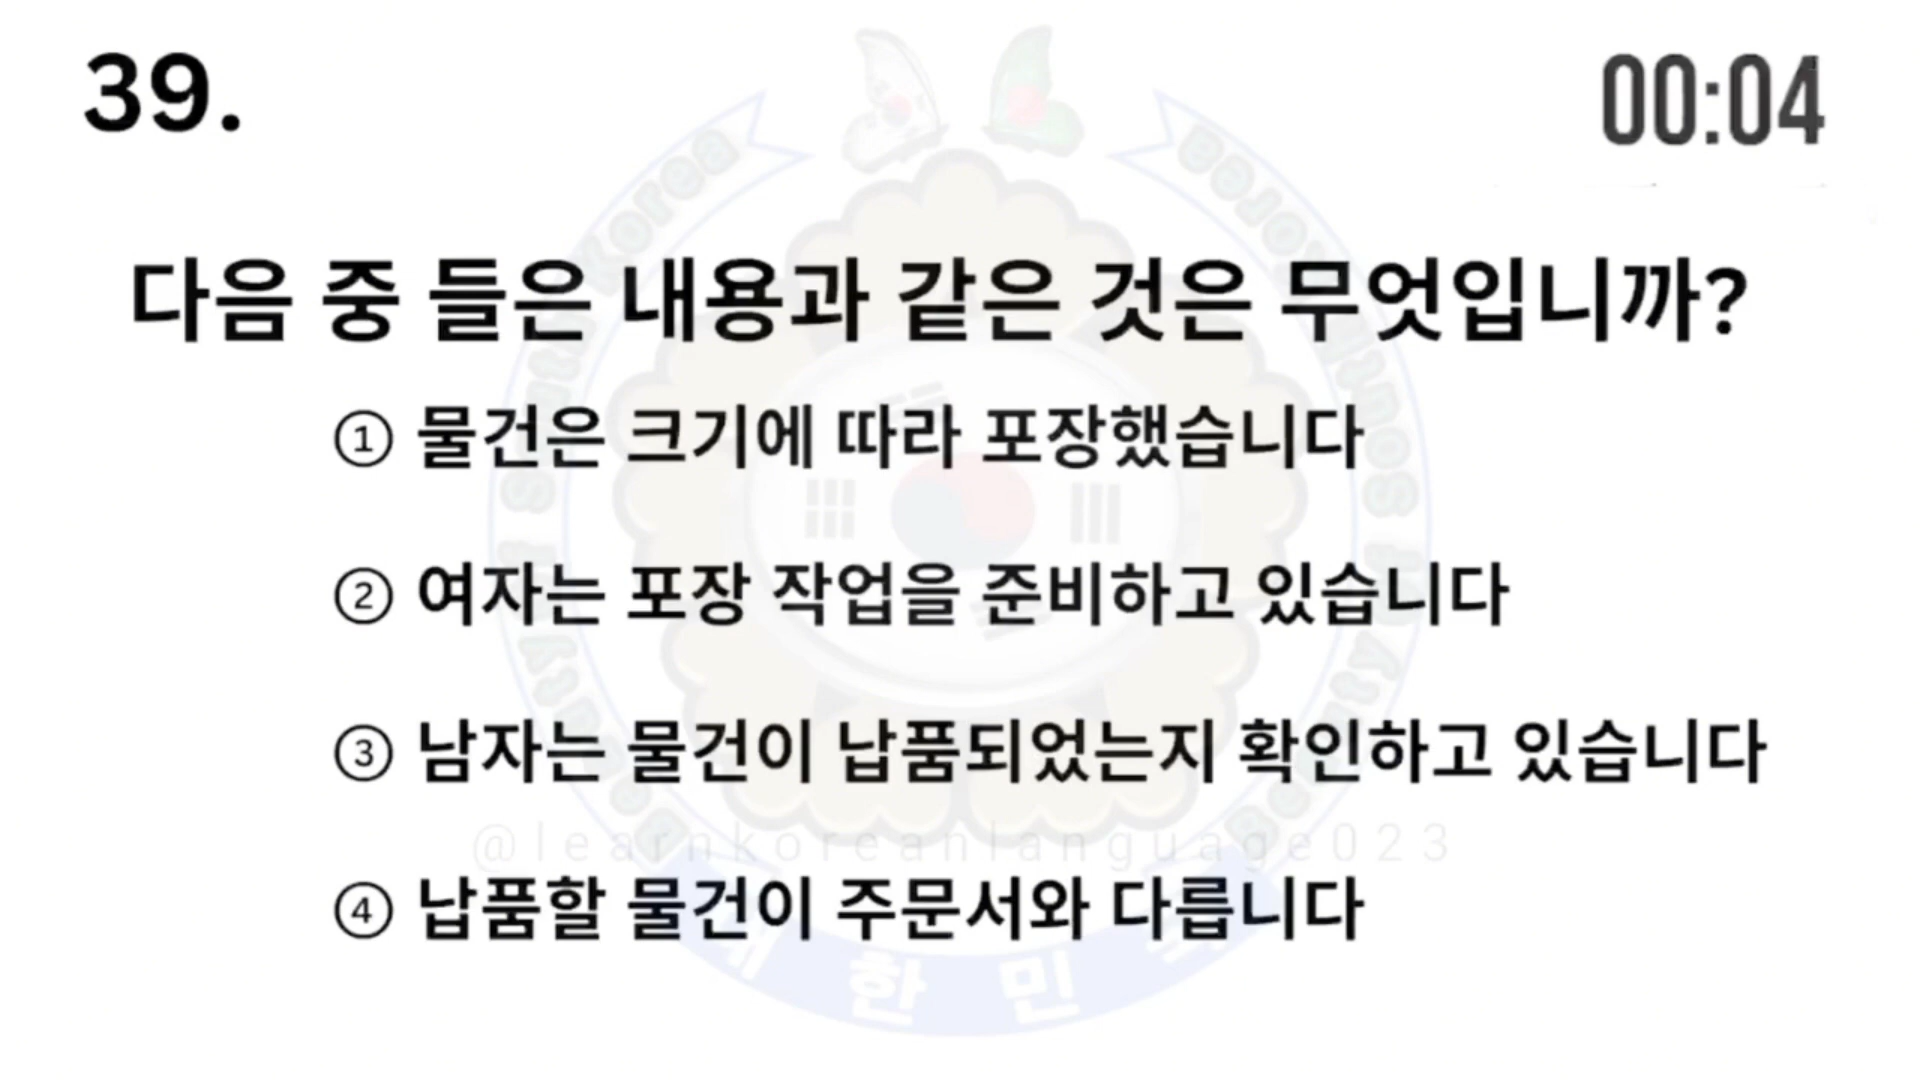 39.
00:04
다음 중 들은 내용과 같은 것은 무엇입니까?
① 물건은 크기에 따라 포장했습니다
② 여자는 포장 작업을 준비하고 있습니다
③ 남자는 물건이 납품되었는지 확인하고 있습니다
@learnkoreanlanguage023
④ 납품할 물건이 주문서와 다릅니다
한 민